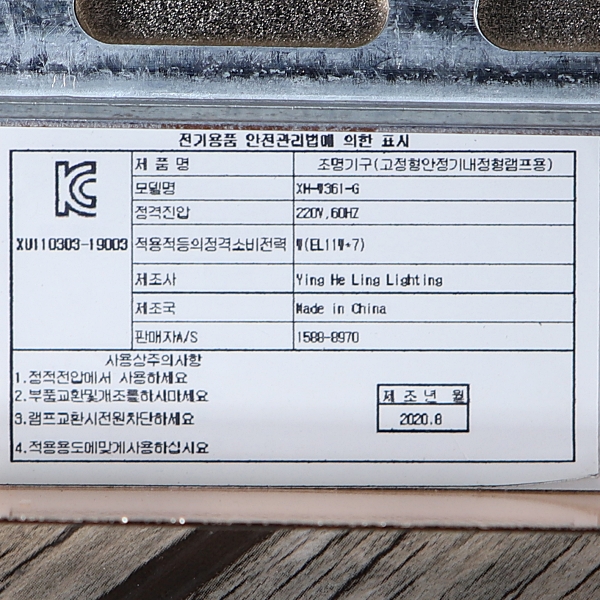 전기용품 안전관리법에 의한 표시
제 품 명 조명기구(고정형안정기내정형램프용)
모델명 XH-W361-G
정격진압 220V,60HZ
XU110303-19003 적용적등의정격소비전력 W(EL11W*7)
제조사 Ying He Ling Lighting
제조국 Made in China
판매자A/S 1588-8970
사용상주의사항
1.정적전압에서 사용하세요
2.부품교환및개조를하시마세요
3.램프교환시전원차단하세요
4.적용용도에맞게사용하십시요
제 조 년 월
2020.8